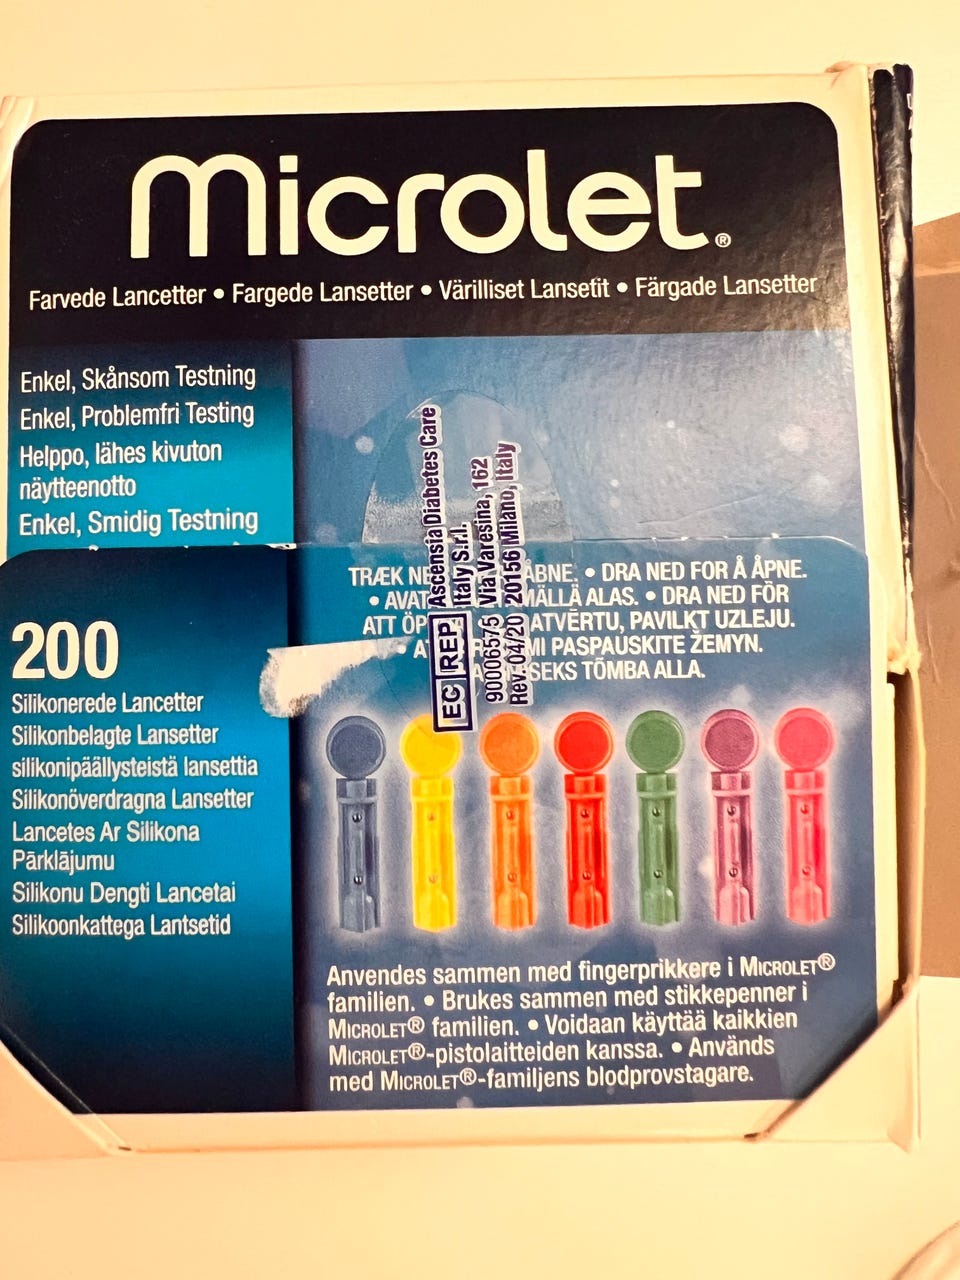 Microlet®
Farvede Lancetter • Fargede Lansetter • Värilliset Lansetit • Färgade Lansetter
Enkel, Skånsom Testning
Enkel, Problemfri Testing
Helppo, lähes kivuton
näytteenotto
Enkel, Smidig Testning
200
Silikonerede Lancetter
Silikonbelagte Lansetter
silikonipäällysteistä lansettia
Silikonöverdragna Lansetter
Lancetes Ar Silikona
Pārklājumu
Silikonu Dengti Lancetai
Silikoonkattega Lantsetid
EC REP Ascensia Diabetes Care
Italy S.r.l.
90006575 Via Varesina, 162
Rev. 04/20 20156 Milano, Italy
TRÆK ÅBNE. • DRA NED FOR Å ÅPNE.
• ALAS. • DRA NED FÖR
ATT ATVĒRTU, PAVILKT UZLEJU.
• PASPAUSKITE ŽEMYN.
TÕMBA ALLA.
Anvendes sammen med fingerprikkere i MICROLET®
familien. • Brukes sammen med stikkepenner i
MICROLET® familien. • Voidaan käyttää kaikkien
MICROLET®-pistolaitteiden kanssa. • Används
med MICROLET®-familjens blodprovstagare.